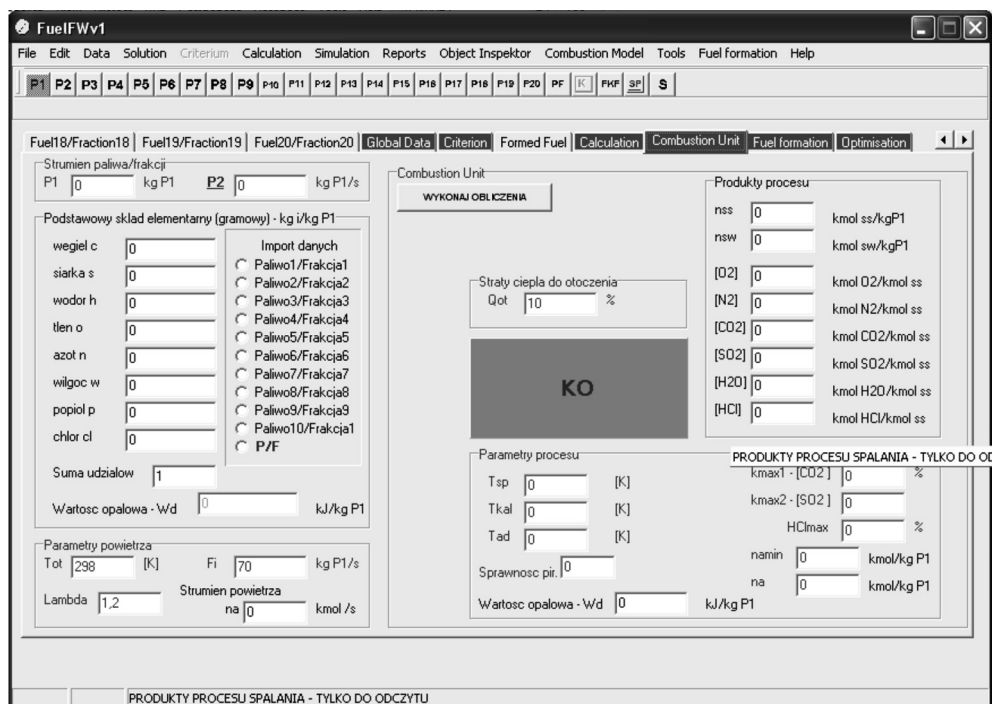 FuelFWv1
File Edit Data Solution Criterium Calculation Simulation Reports Object Inspektor Combustion Model Tools Fuel formation Help
P1 P2 P3 P4 P5 P6 P7 P8 P9 P10 P11 P12 P13 P14 P15 P16 P17 P18 P19 P20 PF K FKF SP S
Fuel18/Fraction18 Fuel19/Fraction19 Fuel20/Fraction20 Global Data Criterion Formed Fuel Calculation Combustion Unit Fuel formation Optimisation
Strumien paliwa/frakcji
P1 0 kg P1 P2 0 kg P1/s
Podstawowy sklad elementarny (gramowy) - kg i/kg P1
wegiel c 0
siarka s 0
wodor h 0
tlen o 0
azot n 0
wilgoc w 0
popiol p 0
chlor cl 0
Import danych
Paliwo1/Frakcja1
Paliwo2/Frakcja2
Paliwo3/Frakcja3
Paliwo4/Frakcja4
Paliwo5/Frakcja5
Paliwo6/Frakcja6
Paliwo7/Frakcja7
Paliwo8/Frakcja8
Paliwo9/Frakcja9
Paliwo10/Frakcja1
P/F
Suma udzialow 1
Wartosc opalowa - Wd 0 kJ/kg P1
Parametry powietrza
Tot 298 [K] Fi 70 kg P1/s
Lambda 1,2 Strumien powietrza
na 0 kmol /s
Combustion Unit
WYKONAJ OBLICZENIA
Straty ciepla do otoczenia
Qot 10 %
KO
Produkty procesu
nss 0 kmol ss/kgP1
nsw 0 kmol sw/kgP1
[O2] 0 kmol O2/kmol ss
[N2] 0 kmol N2/kmol ss
[CO2] 0 kmol CO2/kmol ss
[SO2] 0 kmol SO2/kmol ss
[H2O] 0 kmol H2O/kmol ss
[HCl] 0 kmol HCl/kmol ss
PRODUKTY PROCESU SPALANIA - TYLKO DO OD
Parametry procesu
Tsp 0 [K]
Tkal 0 [K]
Tad 0 [K]
Sprawnosc pir. 0
Wartosc opalowa - Wd 0 kJ/kg P1
kmax1 - [CO2 ] 0 %
kmax2 - [SO2 ] 0
HClmax 0 %
namin 0 kmol/kg P1
na 0 kmol/kg P1
PRODUKTY PROCESU SPALANIA - TYLKO DO ODCZYTU